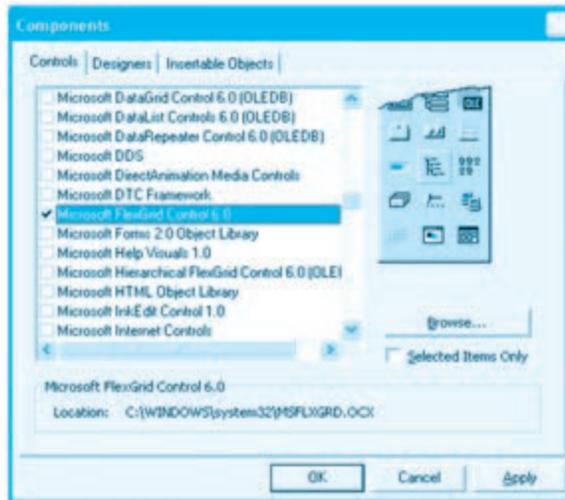 Components
Controls
Designers
Insertable Objects
Microsoft DataGrid Control 6.0 (OLEDB)
Microsoft DataList Controls 6.0 (OLEDB)
Microsoft DataRepeater Control 6.0 (OLEDB)
Microsoft DDS
Microsoft DirectAnimation Media Controls
Microsoft DTC Framework
Microsoft FlexGrid Control 6.0
Microsoft Forms 2.0 Object Library
Microsoft Help Visuals 1.0
Microsoft Hierarchical FlexGrid Control 6.0 (OLEI
Microsoft HTML Object Library
Microsoft InkEdit Control 1.0
Microsoft Internet Controls
Browse...
Selected Items Only
Microsoft FlexGrid Control 6.0
Location: C:\WINDOWS\system32\MSFLXGRD.OCX
OK
Cancel
Apply